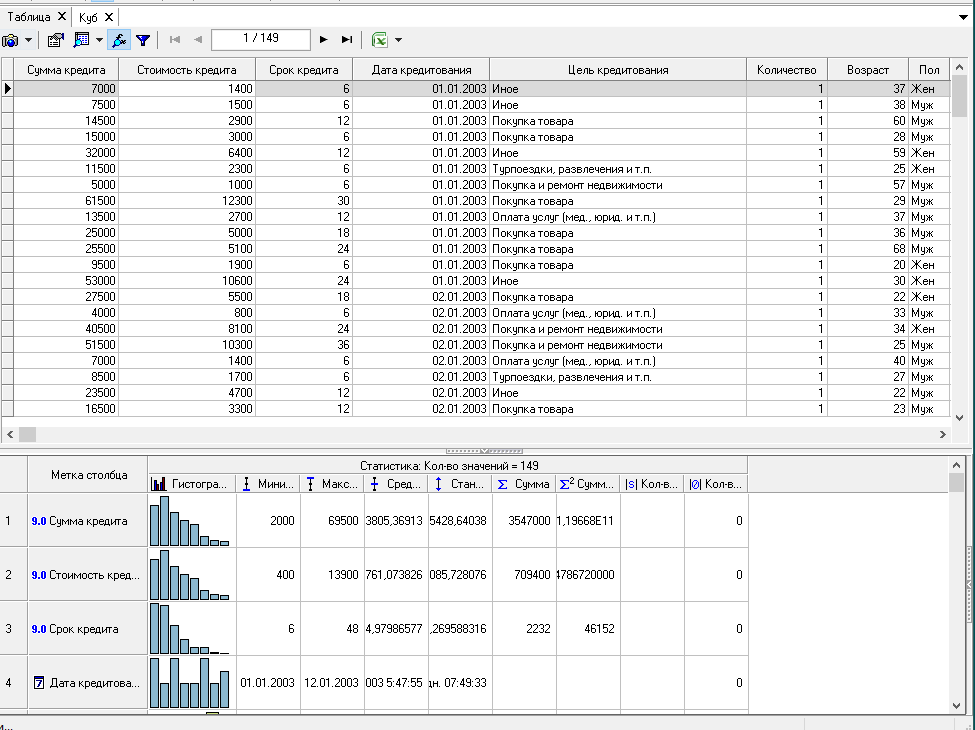 Таблица X Куб X
1 / 149
Сумма кредита Стоимость кредита Срок кредита Дата кредитования Цель кредитования Количество Возраст Пол
7000 1400 6 01.01.2003 Иное 1 37 Жен
7500 1500 6 01.01.2003 Иное 1 38 Муж
14500 2900 12 01.01.2003 Покупка товара 1 60 Муж
15000 3000 6 01.01.2003 Покупка товара 1 28 Муж
32000 6400 12 01.01.2003 Иное 1 59 Жен
11500 2300 6 01.01.2003 Турпоездки, развлечения и т.п. 1 25 Жен
5000 1000 6 01.01.2003 Покупка и ремонт недвижимости 1 57 Муж
61500 12300 30 01.01.2003 Покупка товара 1 29 Муж
13500 2700 12 01.01.2003 Оплата услуг (мед., юрид. и т.п.) 1 37 Муж
25000 5000 18 01.01.2003 Покупка товара 1 36 Муж
25500 5100 24 01.01.2003 Покупка товара 1 68 Муж
9500 1900 6 01.01.2003 Покупка товара 1 20 Жен
53000 10600 24 01.01.2003 Иное 1 30 Жен
27500 5500 18 02.01.2003 Покупка товара 1 22 Жен
4000 800 6 02.01.2003 Оплата услуг (мед., юрид. и т.п.) 1 33 Муж
40500 8100 24 02.01.2003 Покупка и ремонт недвижимости 1 34 Жен
51500 10300 36 02.01.2003 Покупка и ремонт недвижимости 1 25 Муж
7000 1400 6 02.01.2003 Оплата услуг (мед., юрид. и т.п.) 1 40 Муж
8500 1700 6 02.01.2003 Турпоездки, развлечения и т.п. 1 27 Муж
23500 4700 12 02.01.2003 Иное 1 22 Муж
16500 3300 12 02.01.2003 Покупка товара 1 23 Муж
Метка столбца Статистика: Кол-во значений = 149
Гистогра... Мини... Макс... Сред... Стан... Σ Сумма Σ² Сумм... |s| Кол-в... |0| Кол-в...
1 9.0 Сумма кредита 2000 69500 3805,36913 5428,64038 3547000 1,19668E11 0
2 9.0 Стоимость кред... 400 13900 761,073826 085,728076 709400 4786720000 0
3 9.0 Срок кредита 6 48 4,97986577 ,269588316 2232 46152 0
4 7 Дата кредитова... 01.01.2003 12.01.2003 003 5:47:55 дн. 07:49:33 0